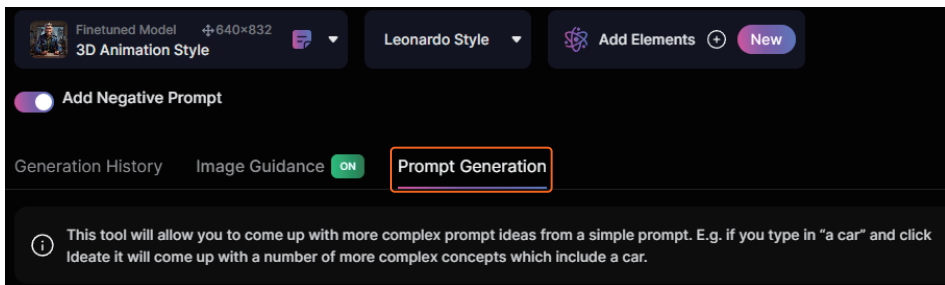 Finetuned Model 640×832
3D Animation Style
Leonardo Style
Add Elements
New
Add Negative Prompt
Generation History
Image Guidance
ON
Prompt Generation
This tool will allow you to come up with more complex prompt ideas from a simple prompt. E.g. if you type in “a car” and click
Ideate it will come up with a number of more complex concepts which include a car.